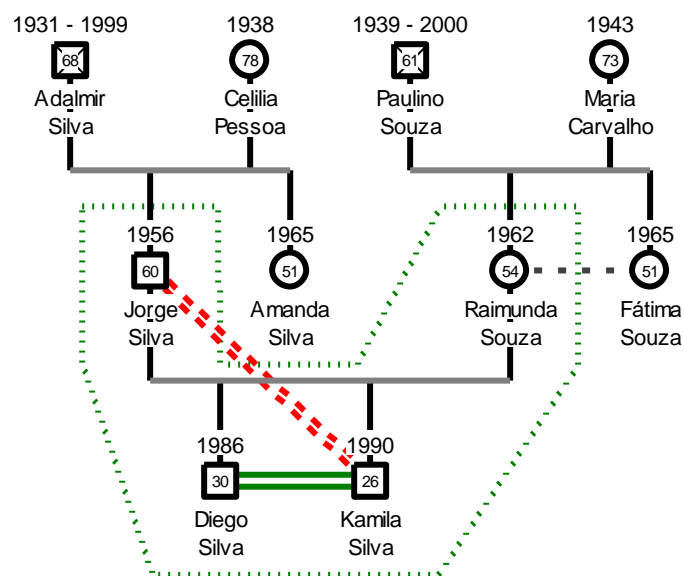 1931 - 1999 1938 1939 - 2000 1943
68 78 61 73
Adalmir Celilia Paulino Maria
Silva Pessoa Souza Carvalho
1956 1965 1962 1965
60 51 54 51
Jorge Amanda Raimunda Fátima
Silva Silva Souza Souza
1986 1990
30 26
Diego Kamila
Silva Silva